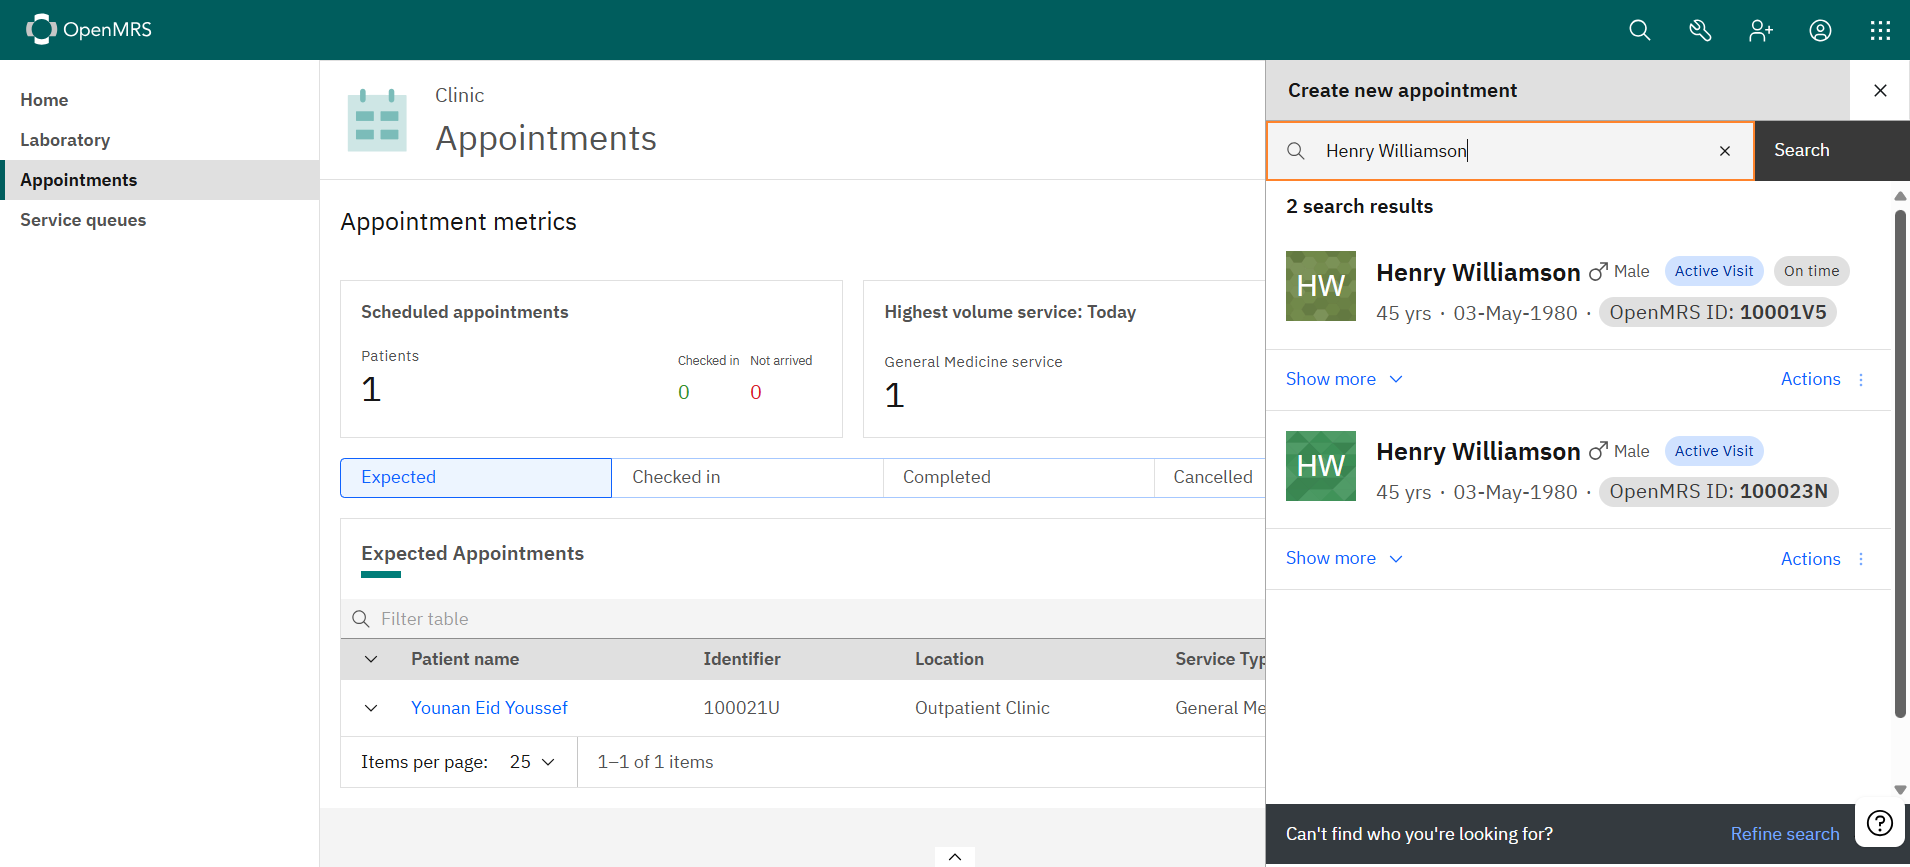 OpenMRS
Home
Laboratory
Appointments
Service queues
Clinic
Appointments
Appointment metrics
Scheduled appointments
Patients
1
Checked in
0
Not arrived
0
Highest volume service: Today
General Medicine service
1
Expected
Checked in
Completed
Cancelled
Expected Appointments
Filter table
Patient name Identifier Location Service Typ
Younan Eid Youssef 100021U Outpatient Clinic General Me
Items per page: 25 1–1 of 1 items
Create new appointment
Henry Williamson
Search
2 search results
HW
Henry Williamson Male Active Visit On time
45 yrs · 03-May-1980 · OpenMRS ID: 10001V5
Show more Actions
HW
Henry Williamson Male Active Visit
45 yrs · 03-May-1980 · OpenMRS ID: 100023N
Show more Actions
Can't find who you're looking for? Refine search